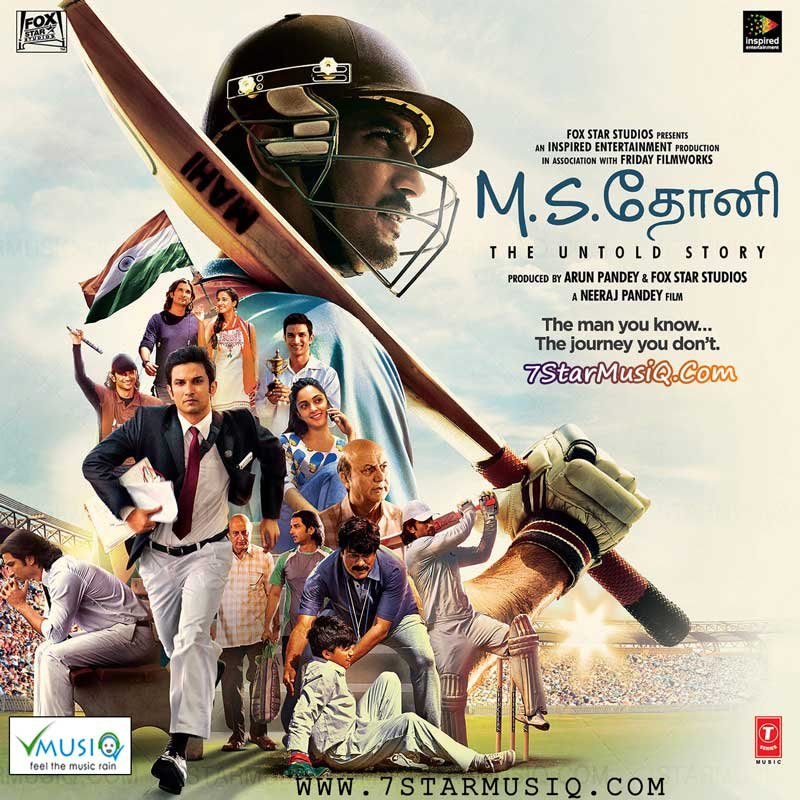 FOX
STAR
STUDIOS
inspired
entertainment
FOX STAR STUDIOS PRESENTS
AN INSPIRED ENTERTAINMENT PRODUCTION
IN ASSOCIATION WITH FRIDAY FILMWORKS
M.S.தோனி
THE UNTOLD STORY
PRODUCED BY ARUN PANDEY & FOX STAR STUDIOS
A NEERAJ PANDEY FILM
The man you know...
The journey you don't.
7StarMusiQ.Com
MAHI
VMUSIQ
feel the music rain
T
SERIES
MUSIC
WWW.7STARMUSIQ.COM